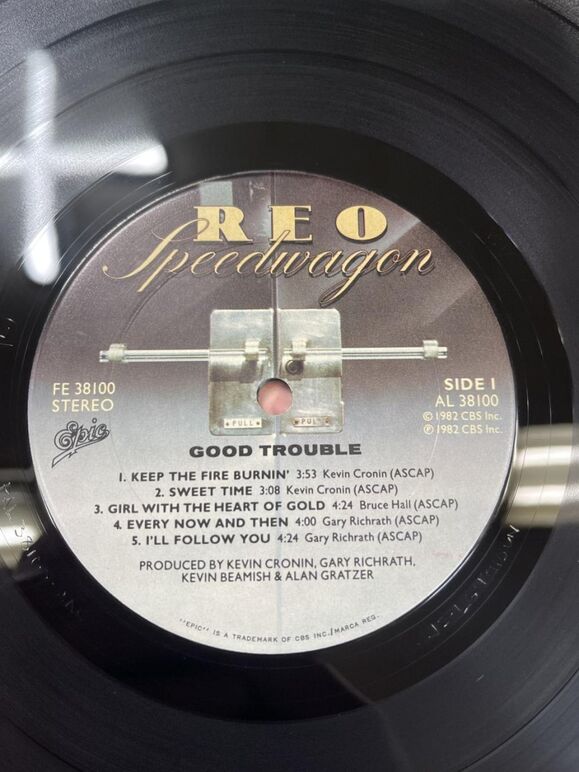 REO
Speedwagon
FE 38100
STEREO
Epic
SIDE 1
AL 38100
© 1982 CBS Inc.
℗ 1982 CBS Inc.
PULL
PUL
GOOD TROUBLE
1. KEEP THE FIRE BURNIN' 3:53 Kevin Cronin (ASCAP)
2. SWEET TIME 3:08 Kevin Cronin (ASCAP)
3. GIRL WITH THE HEART OF GOLD 4:24 Bruce Hall (ASCAP)
4. EVERY NOW AND THEN 4:00 Gary Richrath (ASCAP)
5. I'LL FOLLOW YOU 4:24 Gary Richrath (ASCAP)
PRODUCED BY KEVIN CRONIN, GARY RICHRATH,
KEVIN BEAMISH & ALAN GRATZER
"EPIC" IS A TRADEMARK OF CBS INC./MARCA REG.